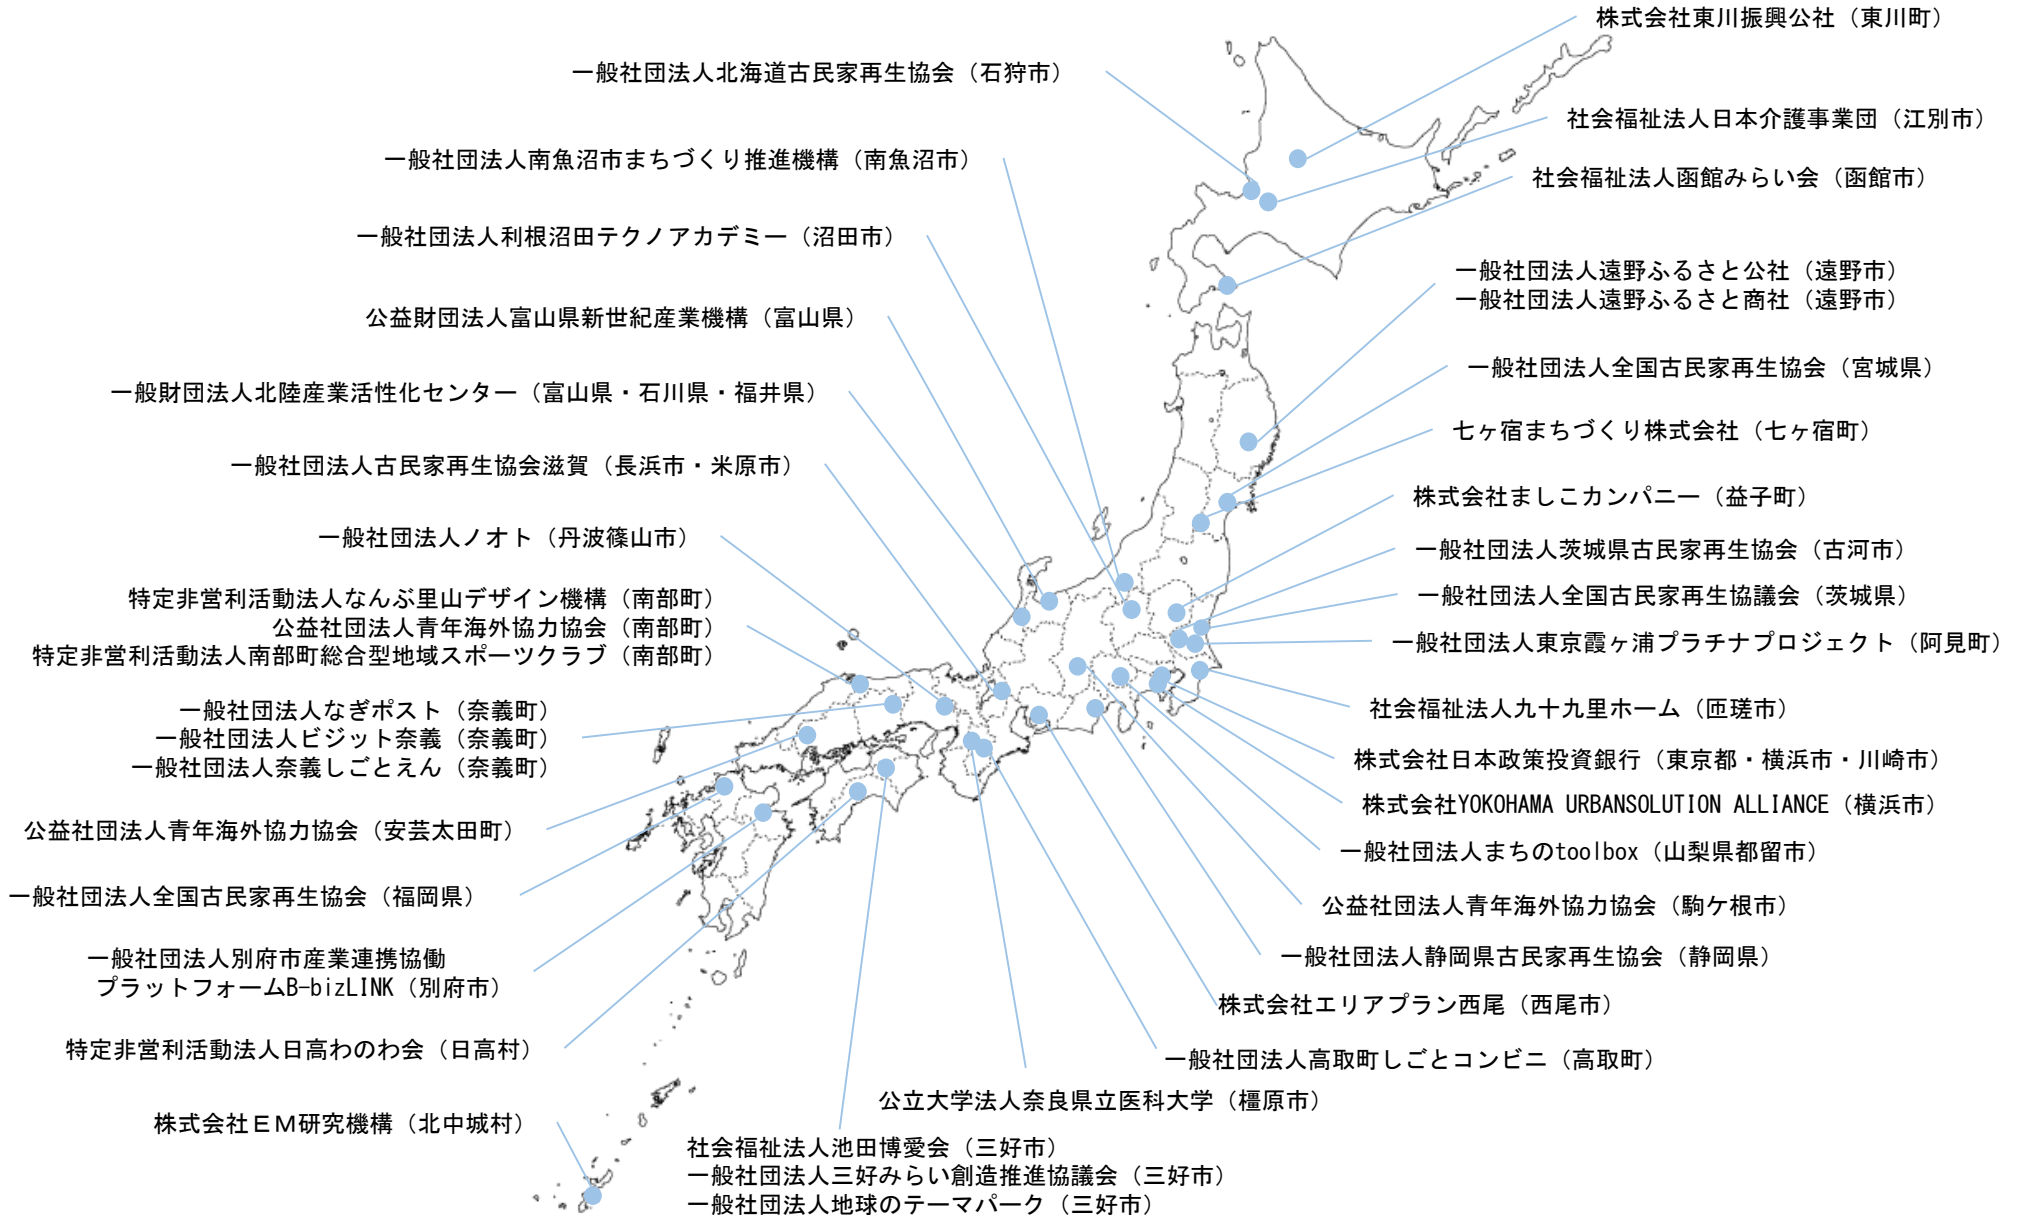 株式会社東川振興公社（東川町）
一般社団法人北海道古民家再生協会（石狩市）
社会福祉法人日本介護事業団（江別市）
一般社団法人南魚沼市まちづくり推進機構（南魚沼市）
社会福祉法人函館みらい会（函館市）
一般社団法人利根沼田テクノアカデミー（沼田市）
一般社団法人遠野ふるさと公社（遠野市）
一般社団法人遠野ふるさと商社（遠野市）
公益財団法人富山県新世紀産業機構（富山県）
一般社団法人全国古民家再生協会（宮城県）
一般財団法人北陸産業活性化センター（富山県・石川県・福井県）
七ヶ宿まちづくり株式会社（七ヶ宿町）
一般社団法人古民家再生協会滋賀（長浜市・米原市）
株式会社ましこカンパニー（益子町）
一般社団法人ノオト（丹波篠山市）
一般社団法人茨城県古民家再生協会（古河市）
特定非営利活動法人なんぶ里山デザイン機構（南部町）
公益社団法人青年海外協力協会（南部町）
特定非営利活動法人南部町総合型地域スポーツクラブ（南部町）
一般社団法人全国古民家再生協議会（茨城県）
一般社団法人東京霞ヶ浦プラチナプロジェクト（阿見町）
一般社団法人なぎポスト（奈義町）
一般社団法人ビジット奈義（奈義町）
一般社団法人奈義しごとえん（奈義町）
社会福祉法人九十九里ホーム（匝瑳市）
株式会社日本政策投資銀行（東京都・横浜市・川崎市）
株式会社YOKOHAMA URBANSOLUTION ALLIANCE（横浜市）
公益社団法人青年海外協力協会（安芸太田町）
一般社団法人まちのtoolbox（山梨県都留市）
一般社団法人全国古民家再生協会（福岡県）
公益社団法人青年海外協力協会（駒ケ根市）
一般社団法人別府市産業連携協働
プラットフォームB-bizLINK（別府市）
一般社団法人静岡県古民家再生協会（静岡県）
株式会社エリアプラン西尾（西尾市）
特定非営利活動法人日高わのわ会（日高村）
一般社団法人高取町しごとコンビニ（高取町）
公立大学法人奈良県立医科大学（橿原市）
株式会社ＥＭ研究機構（北中城村）
社会福祉法人池田博愛会（三好市）
一般社団法人三好みらい創造推進協議会（三好市）
一般社団法人地球のテーマパーク（三好市）